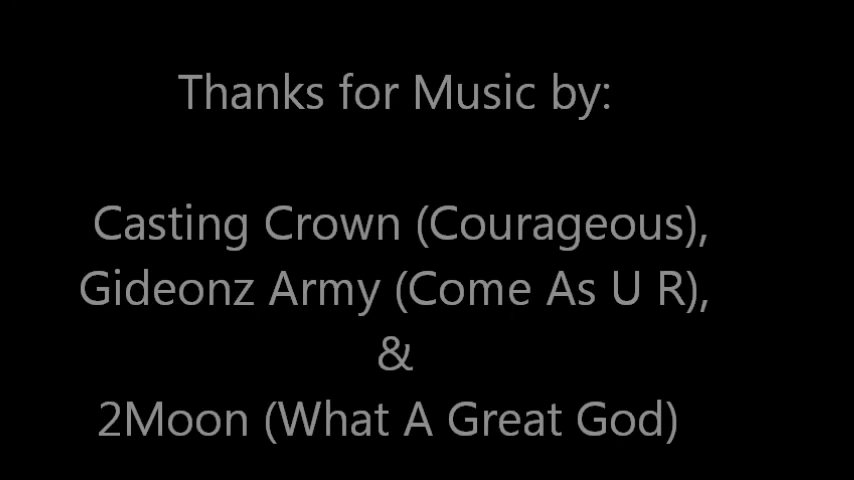 Thanks for Music by:
Casting Crown (Courageous),
Gideonz Army (Come As U R),
&
2Moon (What A Great God)